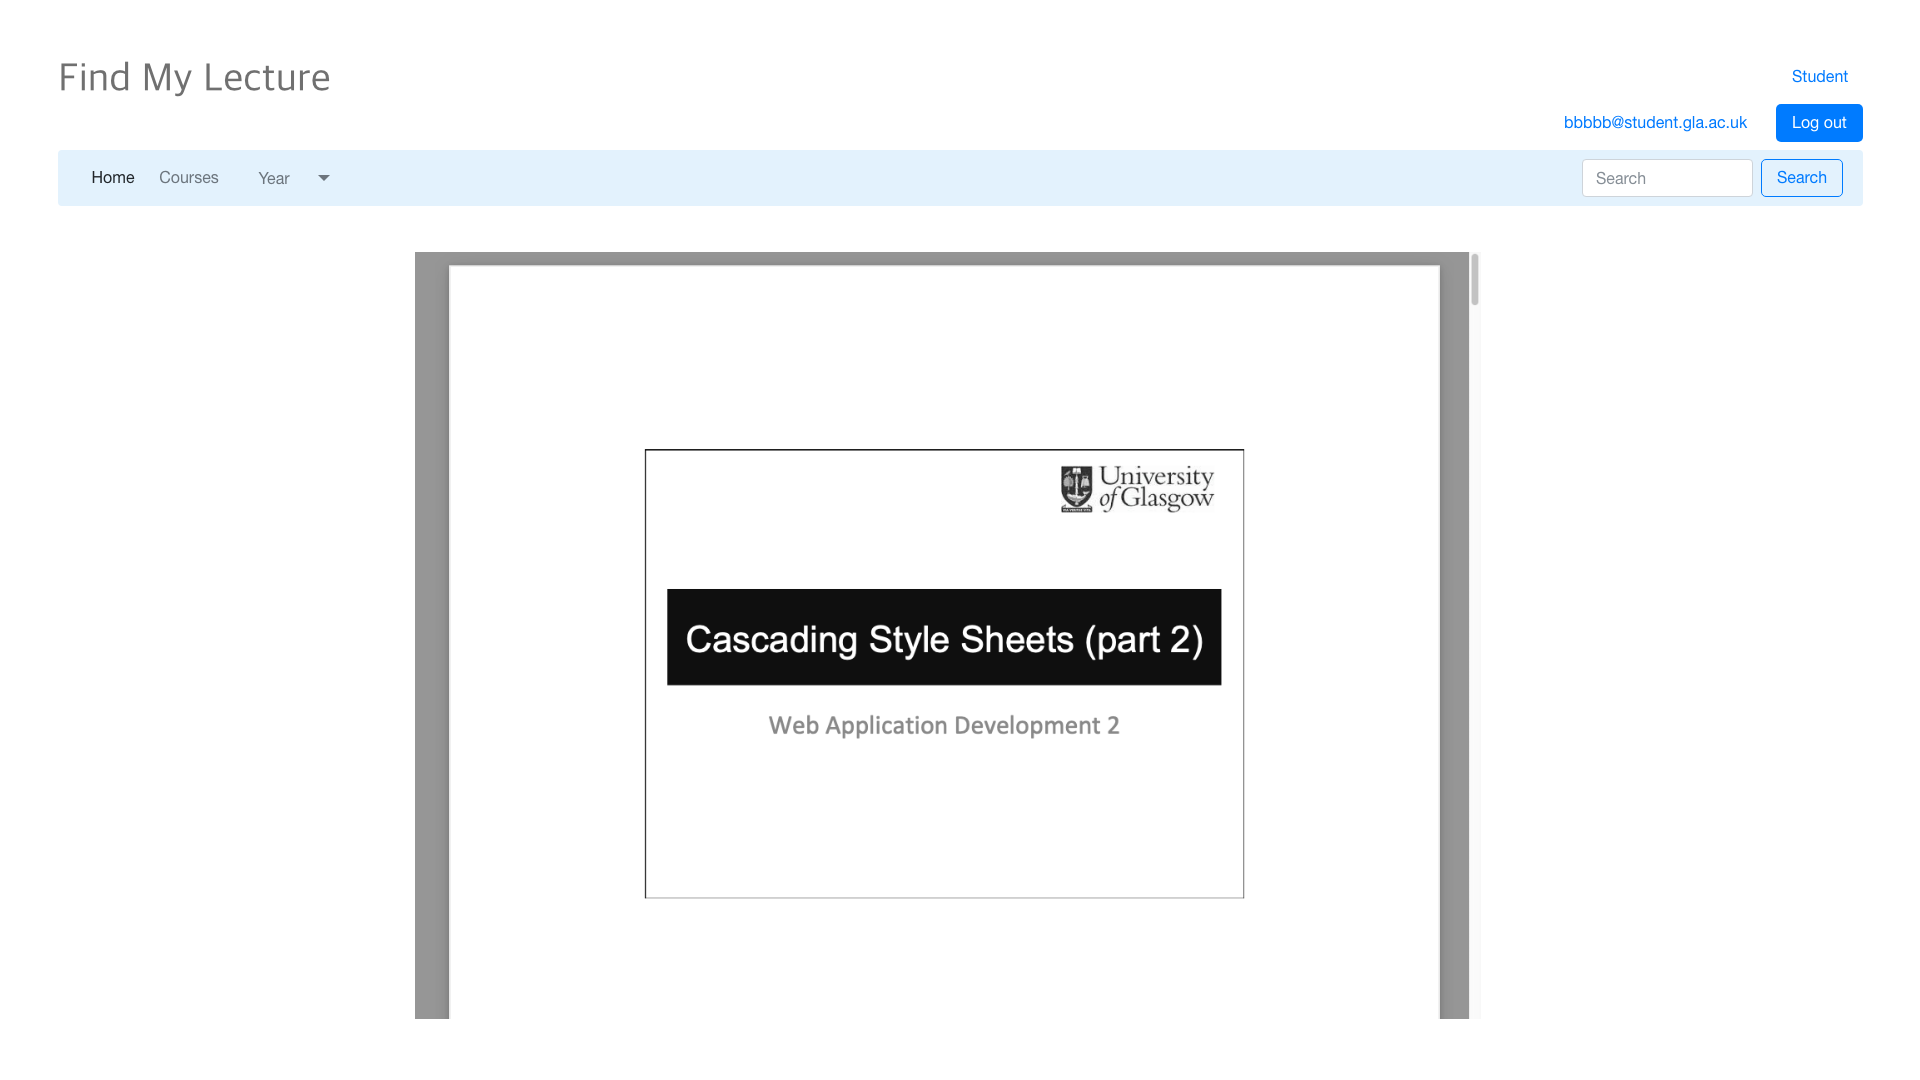 Find My Lecture
Student
bbbbb@student.gla.ac.uk
Log out
Home Courses Year
Search Search
University
of Glasgow
Cascading Style Sheets (part 2)
Web Application Development 2